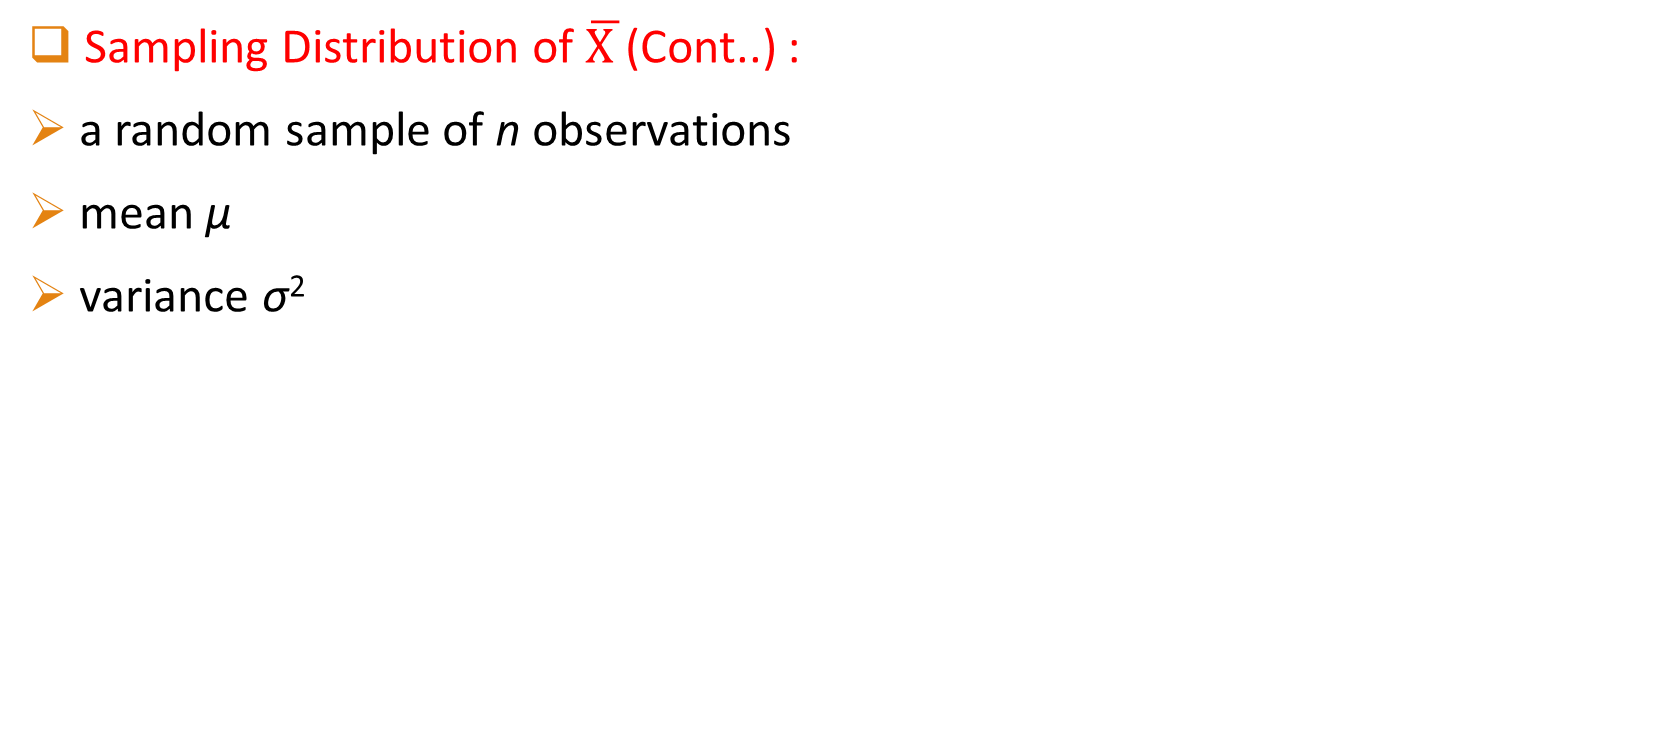 Sampling Distribution of X̅ (Cont..) :
a random sample of n observations
mean μ
variance σ²